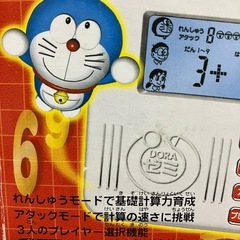 れんしゅう
アタック
だん1~9
3+
DORA
ゼミ
6
れんしゅうモードで基礎計算力育成
アタックモードで計算の速さに挑戦
3人のプレイヤー選択機能